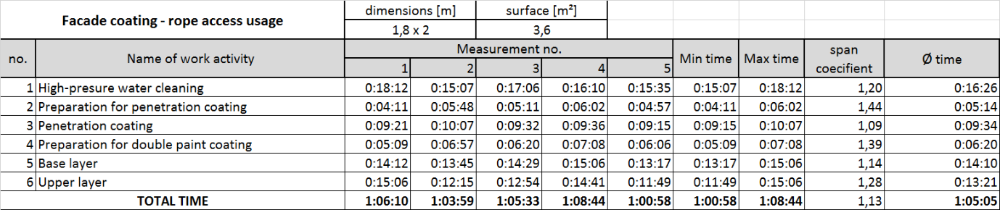 Facade coating - rope access usage dimensions [m] surface [m²]
1,8 x 2 3,6
no. Name of work activity Measurement no. Min time Max time span coecifient Ø time
1 2 3 4 5
1 High-presure water cleaning 0:18:12 0:15:07 0:17:06 0:16:10 0:15:35 0:15:07 0:18:12 1,20 0:16:26
2 Preparation for penetration coating 0:04:11 0:05:48 0:05:11 0:06:02 0:04:57 0:04:11 0:06:02 1,44 0:05:14
3 Penetration coating 0:09:21 0:10:07 0:09:32 0:09:36 0:09:15 0:09:15 0:10:07 1,09 0:09:34
4 Preparation for double paint coating 0:05:09 0:06:57 0:06:20 0:07:08 0:06:06 0:05:09 0:07:08 1,39 0:06:20
5 Base layer 0:14:12 0:13:45 0:14:29 0:15:06 0:13:17 0:13:17 0:15:06 1,14 0:14:10
6 Upper layer 0:15:06 0:12:15 0:12:54 0:14:41 0:11:49 0:11:49 0:15:06 1,28 0:13:21
TOTAL TIME 1:06:10 1:03:59 1:05:33 1:08:44 1:00:58 1:00:58 1:08:44 1,13 1:05:05